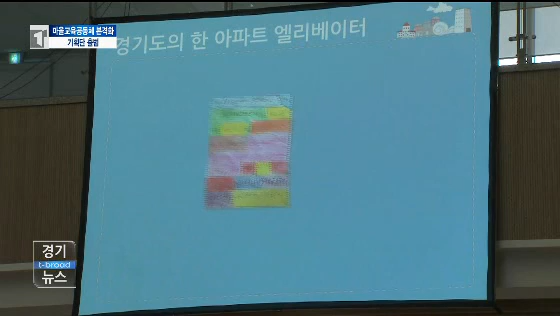 1
마을교육공동체 본격화
기획단 출범
경기도의 한 아파트 엘리베이터
경기
t-broad
뉴스